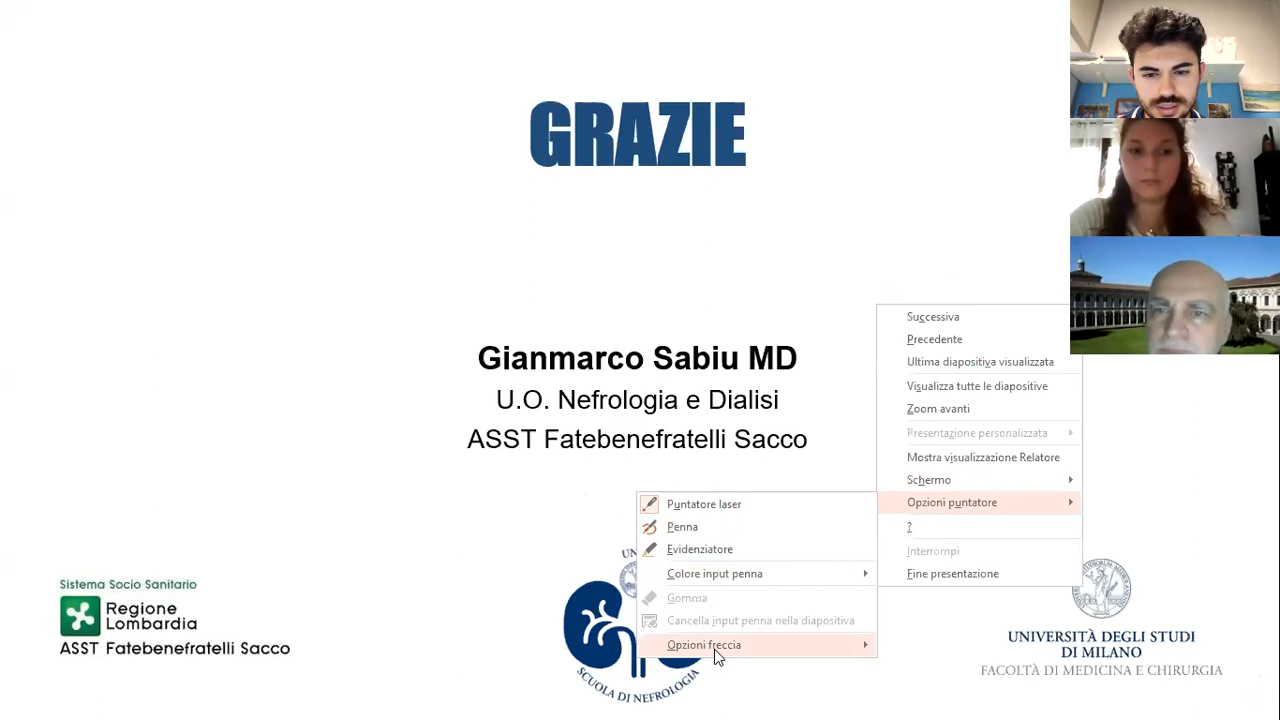 GRAZIE
Gianmarco Sabiu MD
U.O. Nefrologia e Dialisi
ASST Fatebenefratelli Sacco
Successiva
Precedente
Ultima diapositiva visualizzata
Visualizza tutte le diapositive
Zoom avanti
Presentazione personalizzata
Mostra visualizzazione Relatore
Schermo
Opzioni puntatore
?
Interrompi
Fine presentazione
Puntatore laser
Penna
Evidenziatore
Colore input penna
Gomma
Cancella input penna nella diapositiva
Opzioni freccia
Sistema Socio Sanitario
Regione
Lombardia
ASST Fatebenefratelli Sacco
SCUOLA DI NEFROLOGIA
UNIVERSITÀ DEGLI STUDI
DI MILANO
FACOLTÀ DI MEDICINA E CHIRURGIA